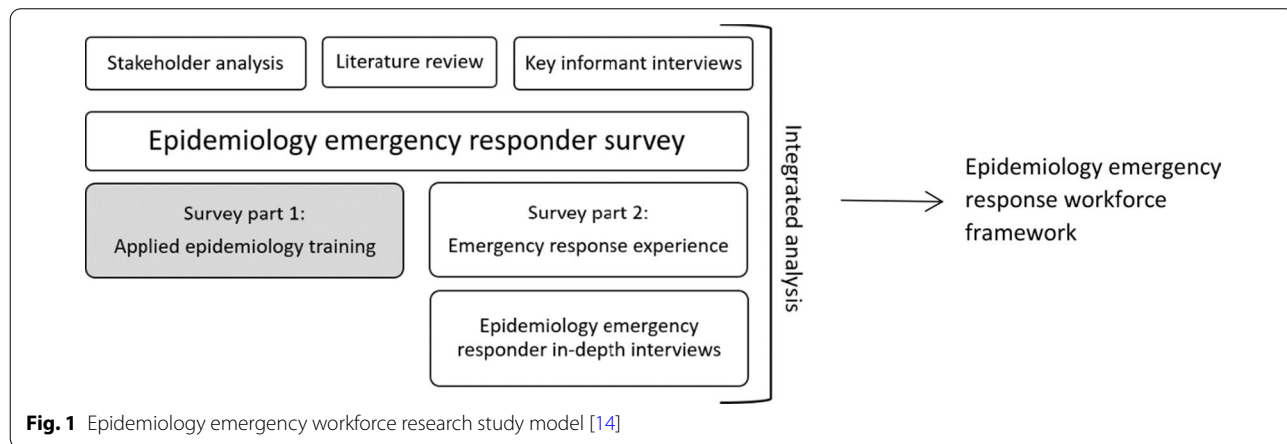 Stakeholder analysis
Literature review
Key informant interviews
Epidemiology emergency responder survey
Survey part 1:
Applied epidemiology training
Survey part 2:
Emergency response experience
Epidemiology emergency
responder in-depth interviews
Integrated analysis
Epidemiology emergency
response workforce
framework
Fig. 1 Epidemiology emergency workforce research study model [14]